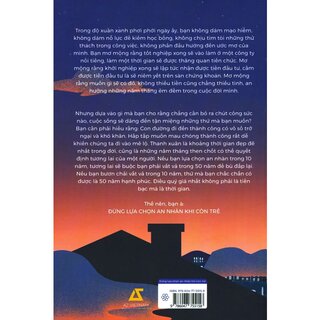 Trong độ xuân xanh phơi phới ngày ấy, bạn không dám mạo hiểm,
không dám nỗ lực để kiếm học bổng, không chịu tìm tòi những thử
thách trong công việc, không phấn đấu hướng đến ước mơ của
mình. Bạn mơ mộng rằng tốt nghiệp xong sẽ vào làm ở một công ty
nổi tiếng, làm một thời gian sẽ được thăng quan tiến chức. Mơ
mộng rằng khởi nghiệp xong sẽ lập tức nhận được tiền đầu tư, cầm
được tiền đầu tư là sẽ niêm yết trên sàn chứng khoán. Mơ mộng
rằng muốn gì sẽ có đó, không thiếu tiền cũng chẳng thiếu tình, an
hưởng những năm tháng êm đềm trong cuộc đời mình.
Nhưng dựa vào gì mà bạn cho rằng chẳng cần bỏ ra chút công sức
nào, cuộc sống sẽ dâng đến tận miệng những thứ mà bạn muốn?
Bạn cần phải hiểu rằng: Con đường đi đến thành công có vô số trở
ngại và khó khăn. Hấp tấp muốn mau chóng thành công rất dễ
khiến chúng ta đi vào mê lộ. Thanh xuân là khoảng thời gian đẹp đẽ
nhất trong đời, cũng là những năm tháng then chốt có thể quyết
định tương lai của một người. Nếu bạn lựa chọn an nhàn trong 10
năm, tương lai sẽ buộc bạn phải vất vả trong 50 năm để bù đắp lại.
Nếu bạn bươn chải vất vả trong 10 năm, thứ mà bạn chắc chắn có
được là 50 năm hạnh phúc. Điều quý giá nhất không phải là tiền
bạc mà là thời gian.
Thế nên, bạn à:
ĐỪNG LỰA CHỌN AN NHÀN KHI CÒN TRẺ